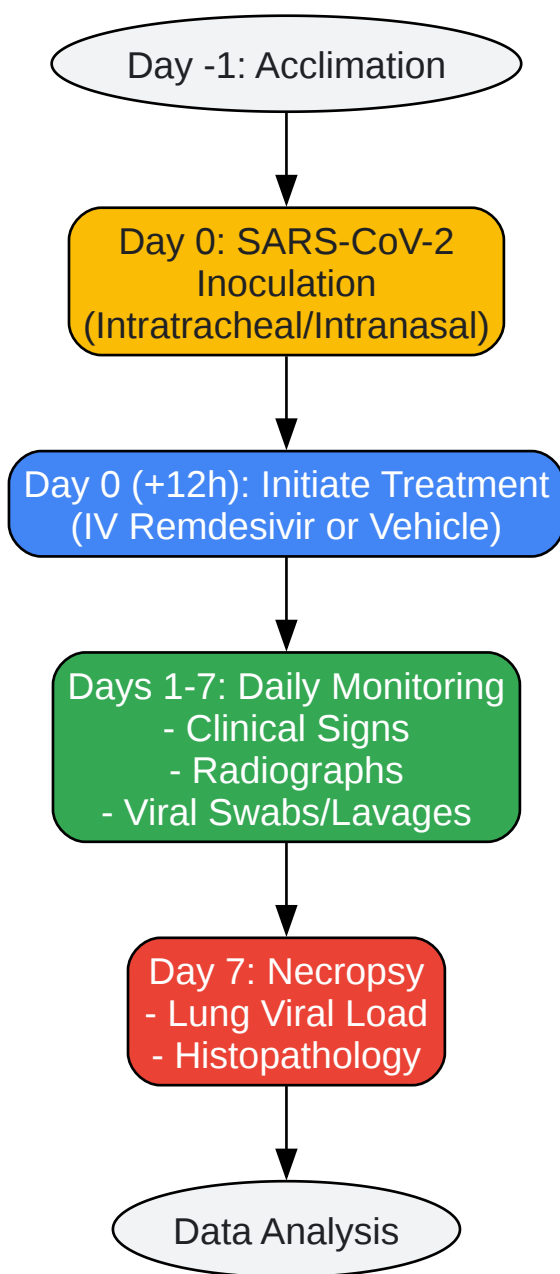 Day -1: Acclimation
Day 0: SARS-CoV-2
Inoculation
(Intratracheal/Intranasal)
Day 0 (+12h): Initiate Treatment
(IV Remdesivir or Vehicle)
Days 1-7: Daily Monitoring
- Clinical Signs
- Radiographs
- Viral Swabs/Lavages
Day 7: Necropsy
- Lung Viral Load
- Histopathology
Data Analysis